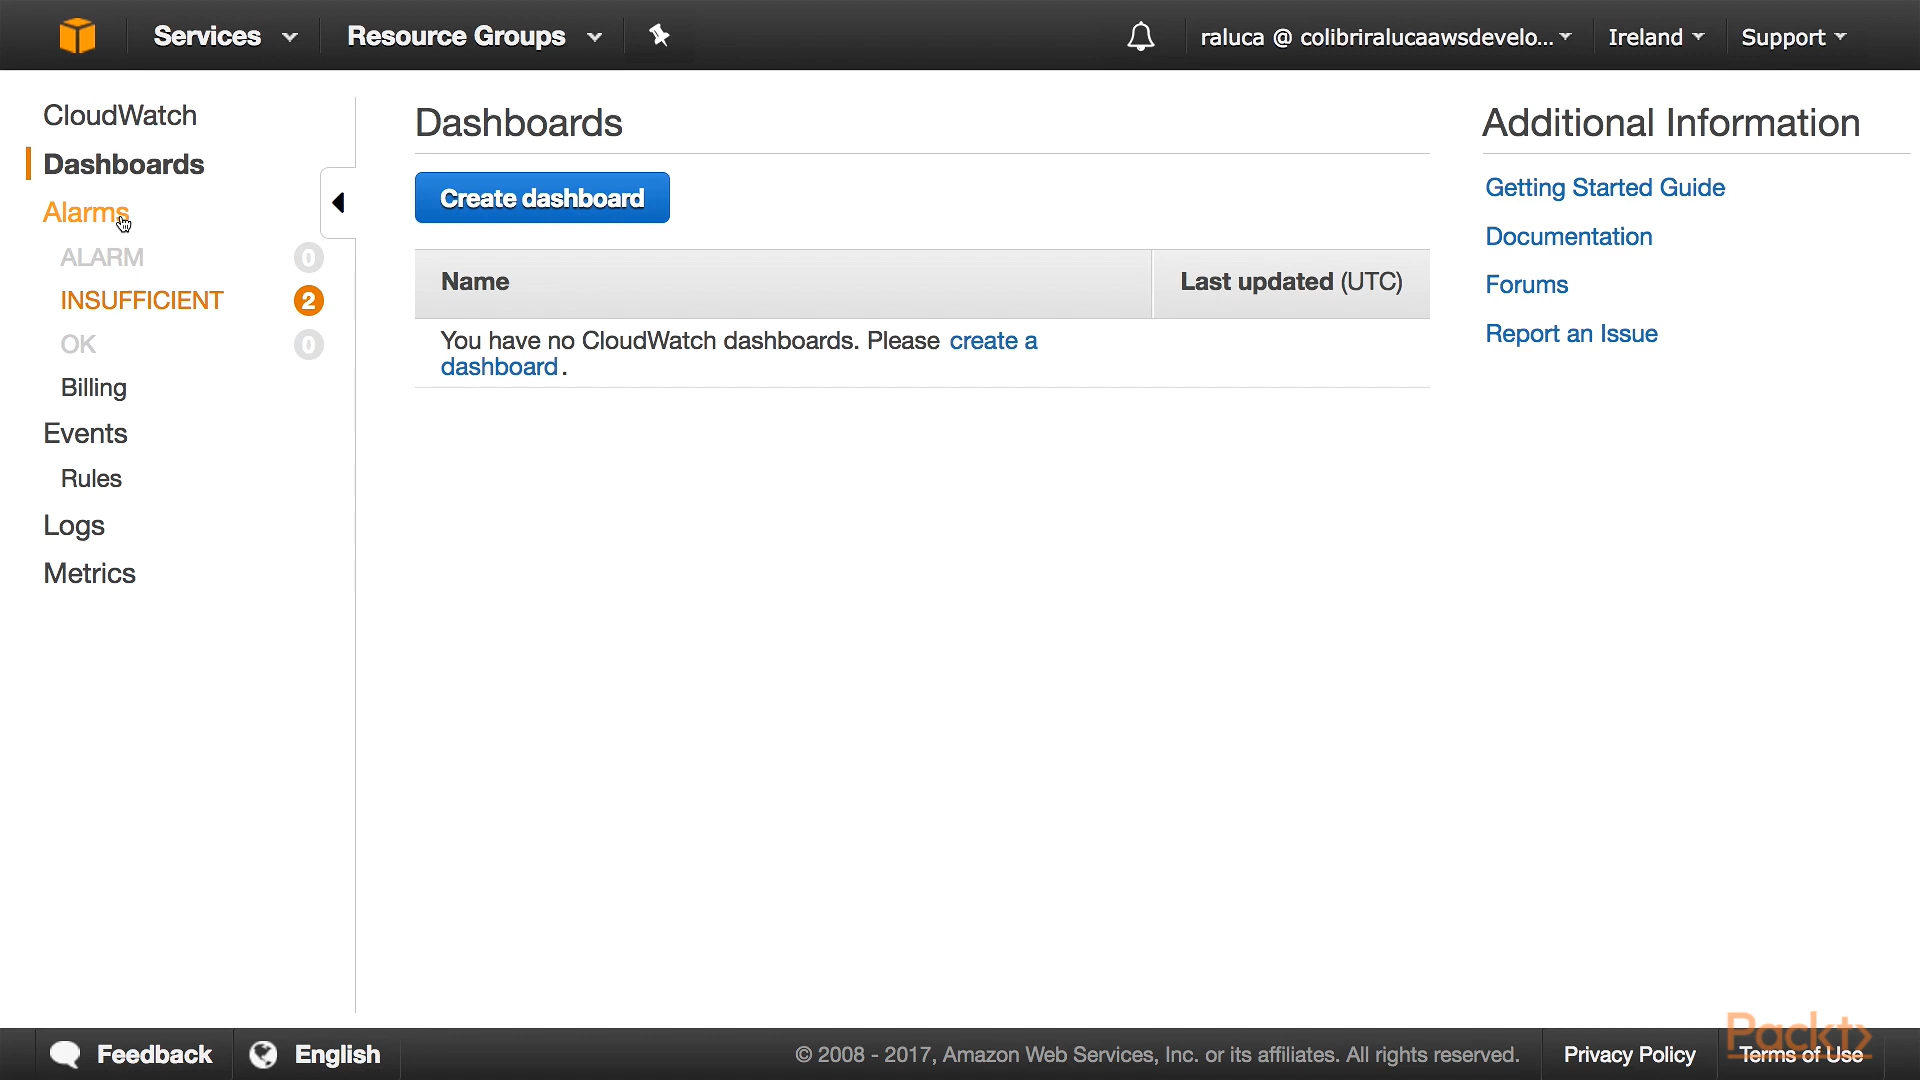 Services
Resource Groups
raluca @ colibriralucaawsdevelo...
Ireland
Support
CloudWatch
Dashboards
Alarms
ALARM 0
INSUFFICIENT 2
OK 0
Billing
Events
Rules
Logs
Metrics
Dashboards
Create dashboard
Name Last updated (UTC)
You have no CloudWatch dashboards. Please create a
dashboard.
Additional Information
Getting Started Guide
Documentation
Forums
Report an Issue
Feedback
English
© 2008 - 2017, Amazon Web Services, Inc. or its affiliates. All rights reserved.
Privacy Policy
Terms of Use
Packt>